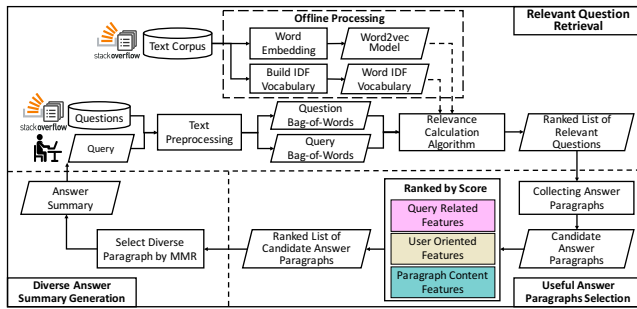 Offline Processing
Relevant Question
Retrieval
stackoverflow
Text Corpus
Word
Embedding
Word2vec
Model
Build IDF
Vocabulary
Word IDF
Vocabulary
stackoverflow
Questions
Query
Text
Preprocessing
Question
Bag-of-Words
Query
Bag-of-Words
Relevance
Calculation
Algorithm
Ranked List of
Relevant
Questions
Answer
Summary
Select Diverse
Paragraph by MMR
Ranked List of
Candidate Answer
Paragraphs
Ranked by Score
Query Related
Features
User Oriented
Features
Paragraph Content
Features
Collecting Answer
Paragraphs
Candidate
Answer
Paragraphs
Diverse Answer
Summary Generation
Useful Answer
Paragraphs Selection